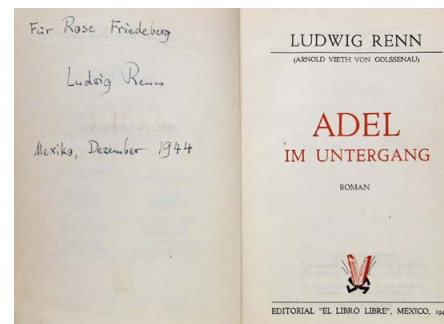 Für Rose Friedeberg
Ludwig Renn
Mexiko, Dezember 1944
LUDWIG RENN
(ARNOLD VIETH VON GOLSSENAU)
ADEL
IM UNTERGANG
ROMAN
EDITORIAL "EL LIBRO LIBRE", MEXICO,